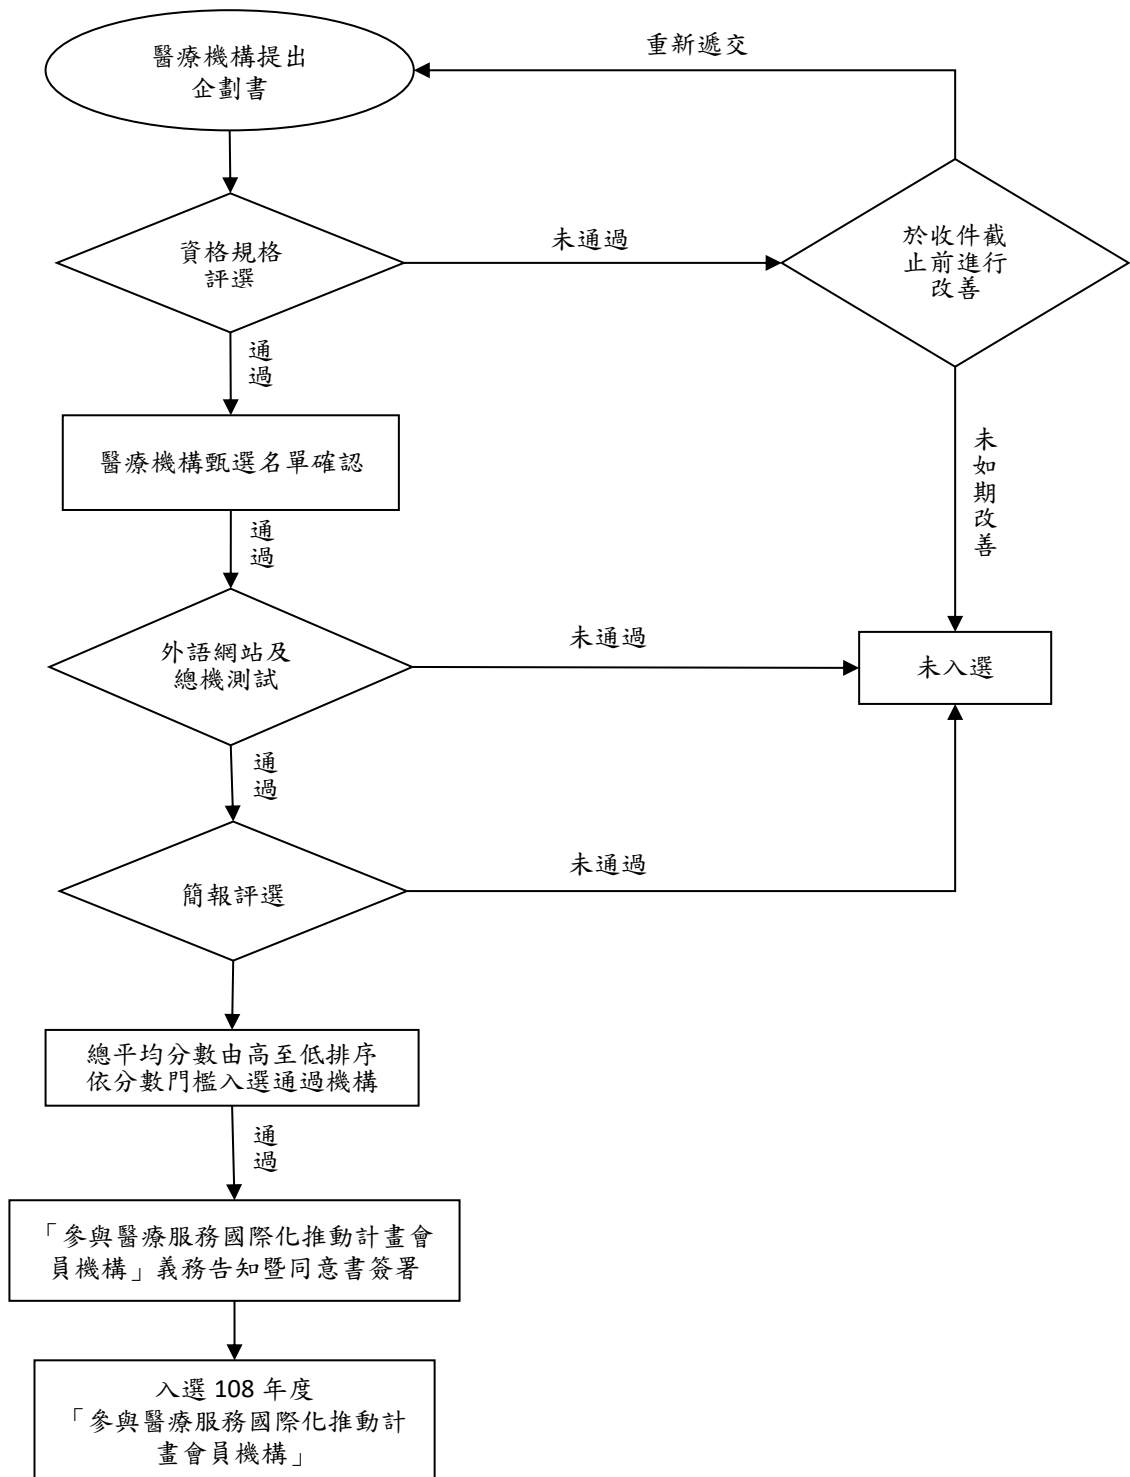 醫療機構提出
企劃書
重新遞交
資格規格
評選
未通過
於收件截
止前進行
改善
通
過
醫療機構甄選名單確認
未
如
期
改
善
通
過
外語網站及
總機測試
未通過
未入選
通
過
簡報評選
未通過
總平均分數由高至低排序
依分數門檻入選通過機構
通
過
「參與醫療服務國際化推動計畫會
員機構」義務告知暨同意書簽署
入選 108 年度
「參與醫療服務國際化推動計
畫會員機構」